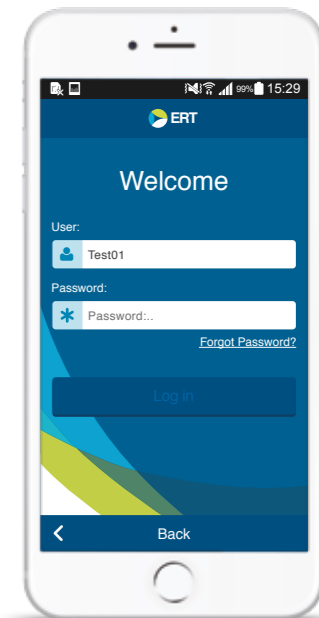 99% 15:29
ERT
Welcome
User:
Test01
Password:
Password:..
Forgot Password?
Log in
Back